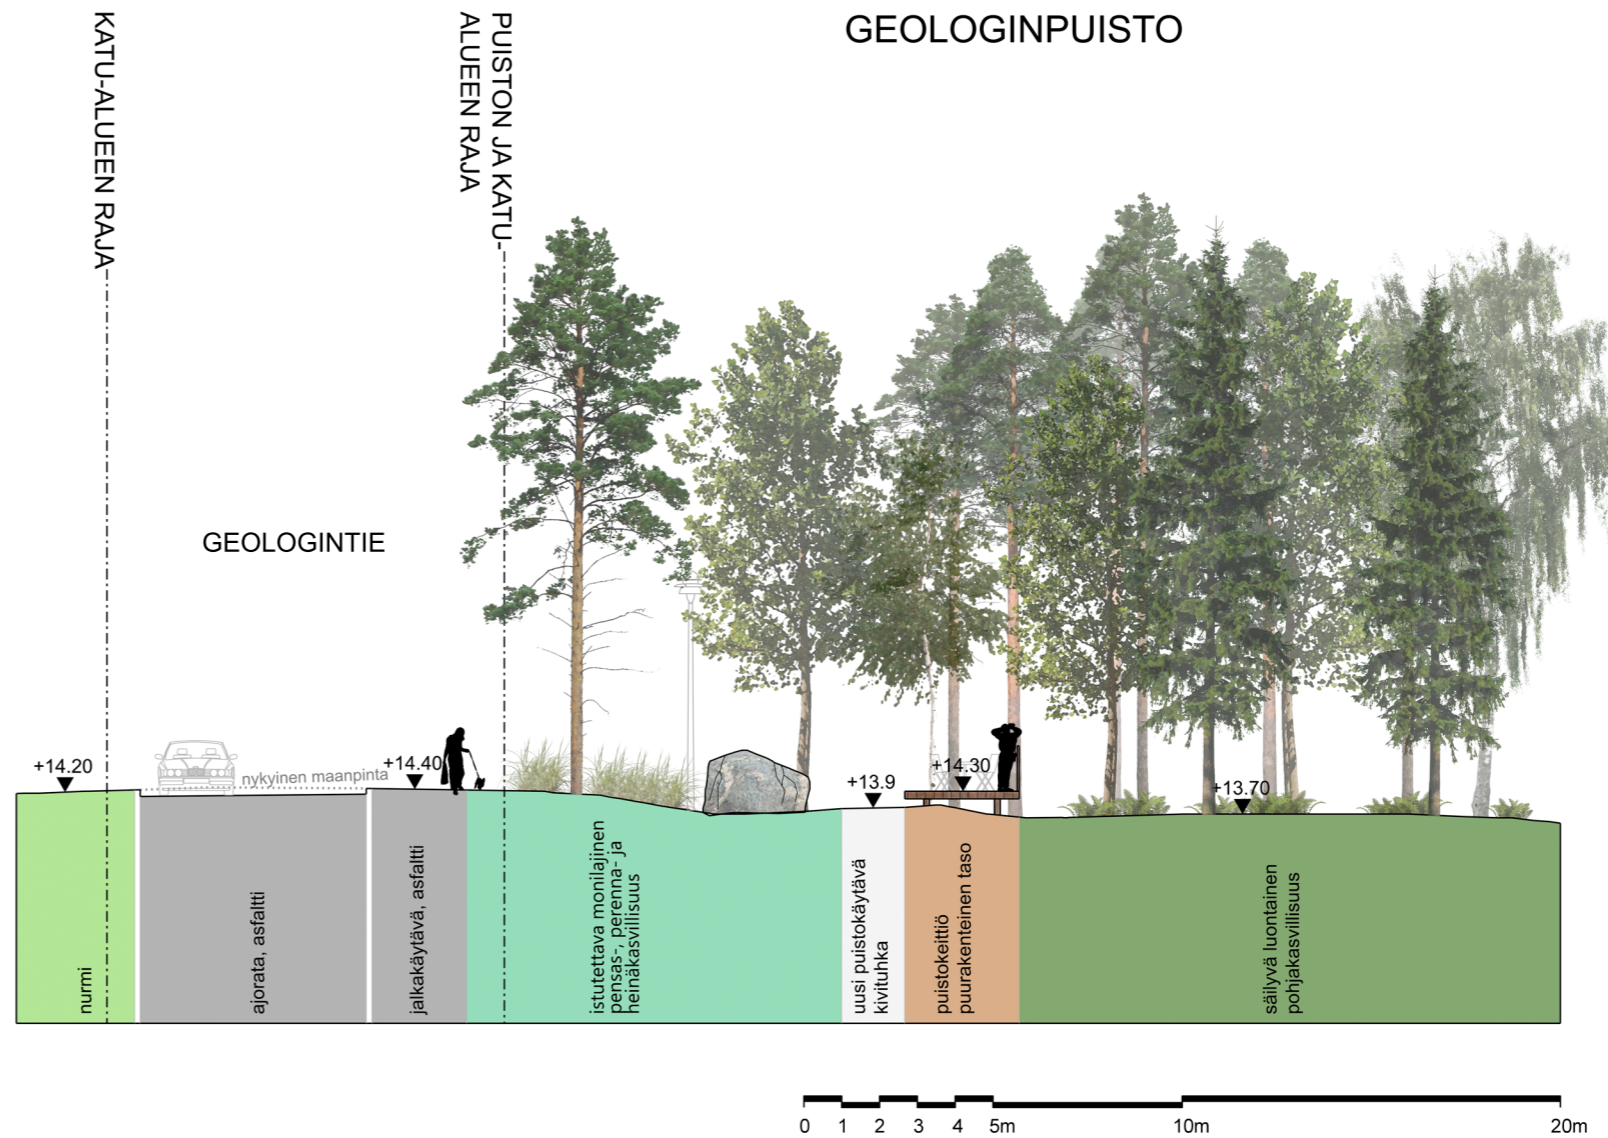 GEOLOGINPUISTO
KATU-ALUEEN RAJA
PUISTON JA KATU-
ALUEEN RAJA
GEOLOGINTIE
+14.20
nykyinen maanpinta
+14.40
+13.9
+14.30
+13.70
nurmi
ajorata, asfaltti
jalkakäytävä, asfaltti
istutettava monilajinen
pensas-, perenna- ja
heinäkasvillisuus
uusi puistokäytävä
kivituhka
puistokeittiö
puurakenteinen taso
säilyvä luontainen
pohjakasvillisuus
0 1 2 3 4 5m 10m 20m